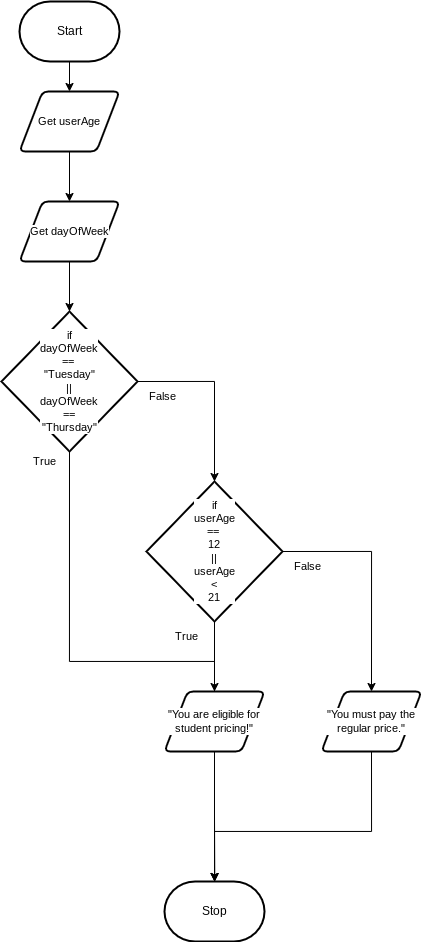 Start
Get userAge
Get dayOfWeek
if
dayOfWeek
==
"Tuesday"
||
dayOfWeek
==
"Thursday"
False
True
if
userAge
==
12
||
userAge
<
21
False
True
"You are eligible for
student pricing!"
"You must pay the
regular price."
Stop